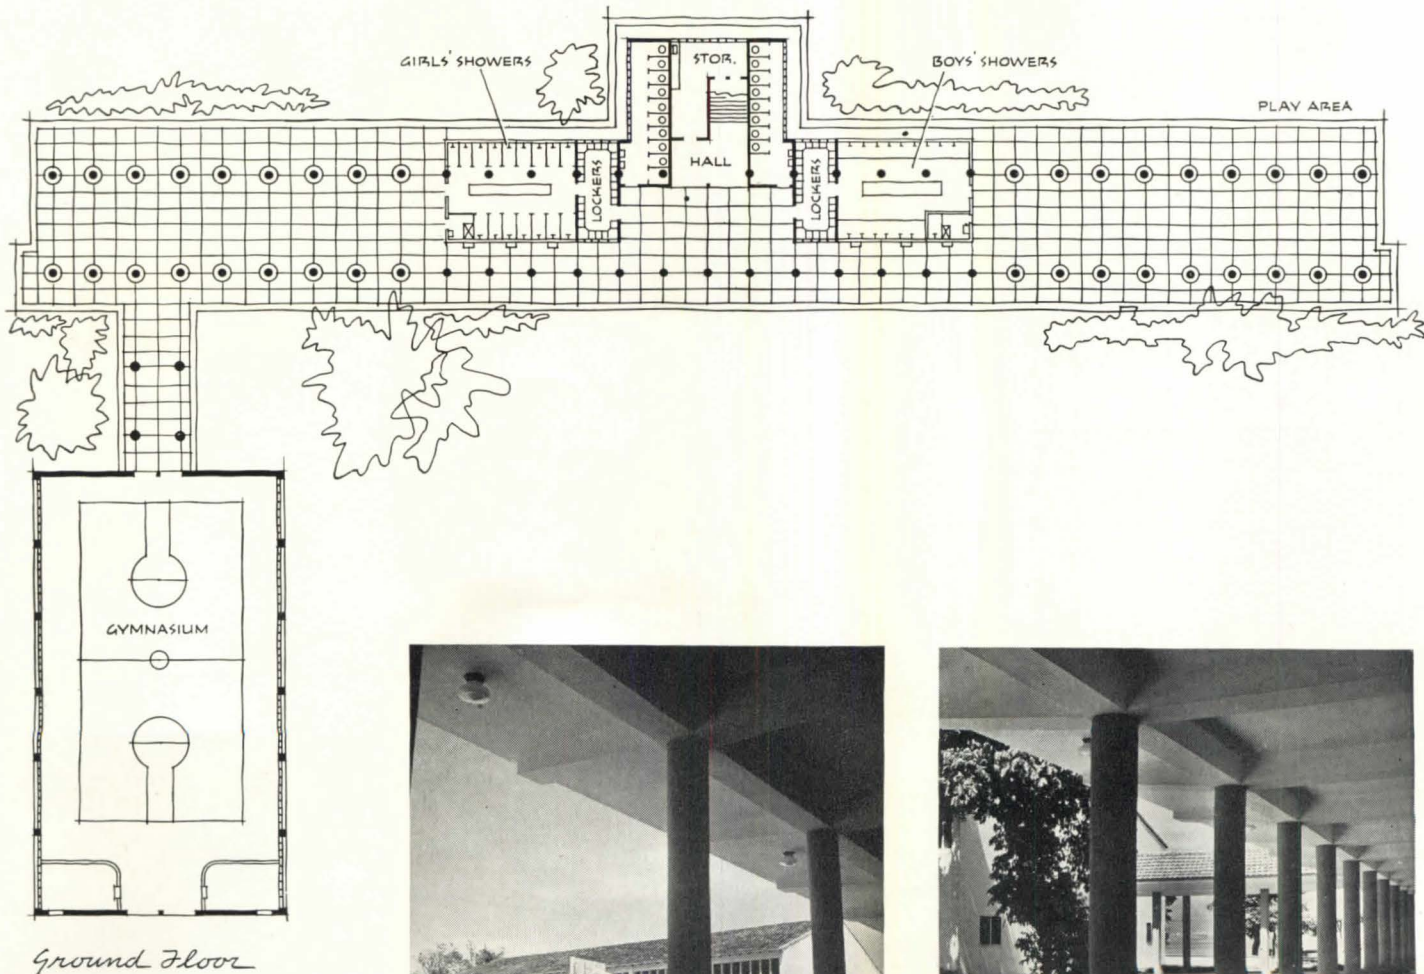 GIRLS' SHOWERS
STOR.
BOYS' SHOWERS
PLAY AREA
LOCKERS
HALL
LOCKERS
GYMNASIUM
Ground Floor